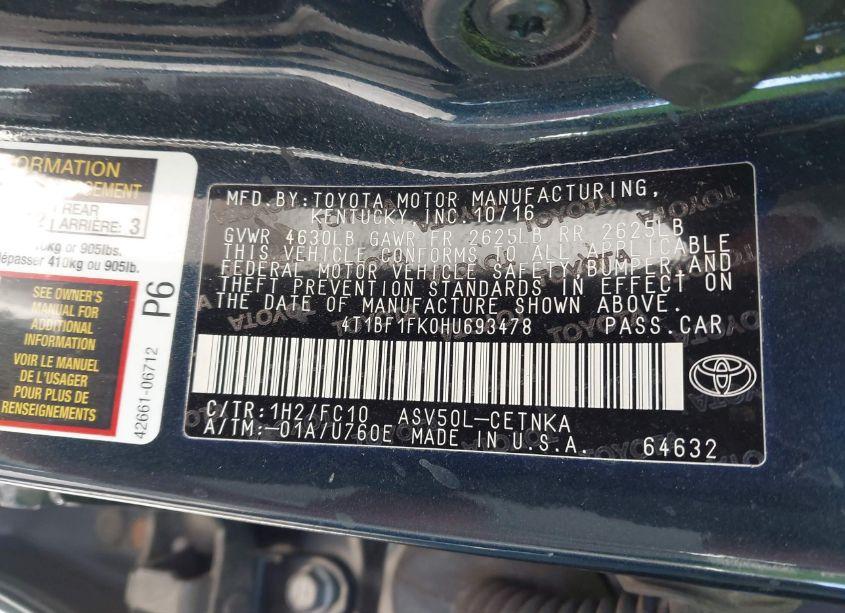 FORMATION
REAR
ARRIÈRE: 3
kg or 905lbs.
dépasser 410kg ou 905lb.
SEE OWNER'S
MANUAL FOR
ADDITIONAL
INFORMATION
VOIR LE MANUEL
DE L'USAGER
POUR PLUS DE
RENSEIGNEMENTS
P6
42661-06712
MFD.BY:TOYOTA MOTOR MANUFACTURING,
KENTUCKY,INC.10/16
GVWR 4630LB GAWR FR 2625LB RR 2625LB
THIS VEHICLE CONFORMS TO ALL APPLICABLE
FEDERAL MOTOR VEHICLE SAFETY,BUMPER,AND
THEFT PREVENTION STANDARDS IN EFFECT ON
THE DATE OF MANUFACTURE SHOWN ABOVE.
4T1BF1FK0HU693478 PASS.CAR
C/TR:1H2/FC10 ASV50L-CETNKA
A/TM:-01A/U760E MADE IN U.S.A. 64632